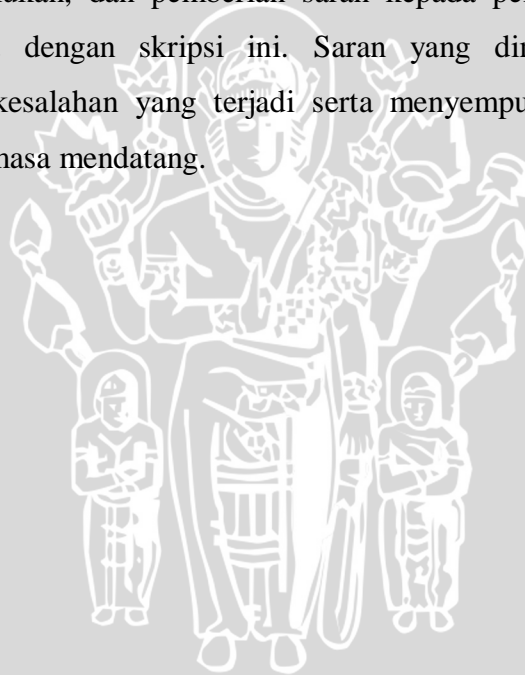 dan pemberian saran kepada
dengan skripsi ini. Saran yang
kesalahan yang terjadi serta
mendatang.